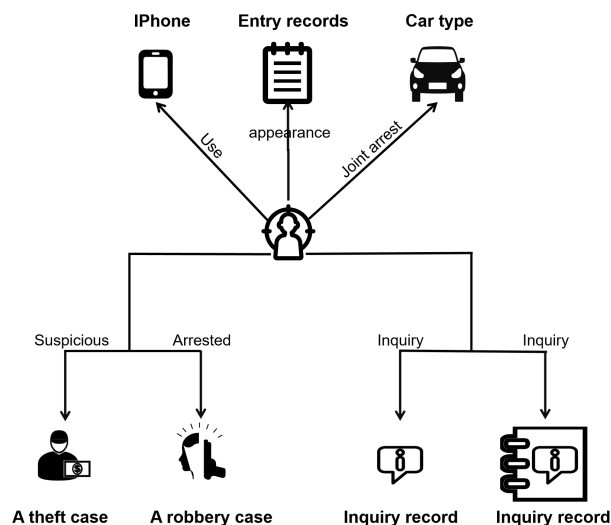 IPhone
Entry records
Car type
Use
appearance
Joint arrest
Suspicious
Arrested
Inquiry
Inquiry
$
A theft case
A robbery case
Inquiry record
Inquiry record